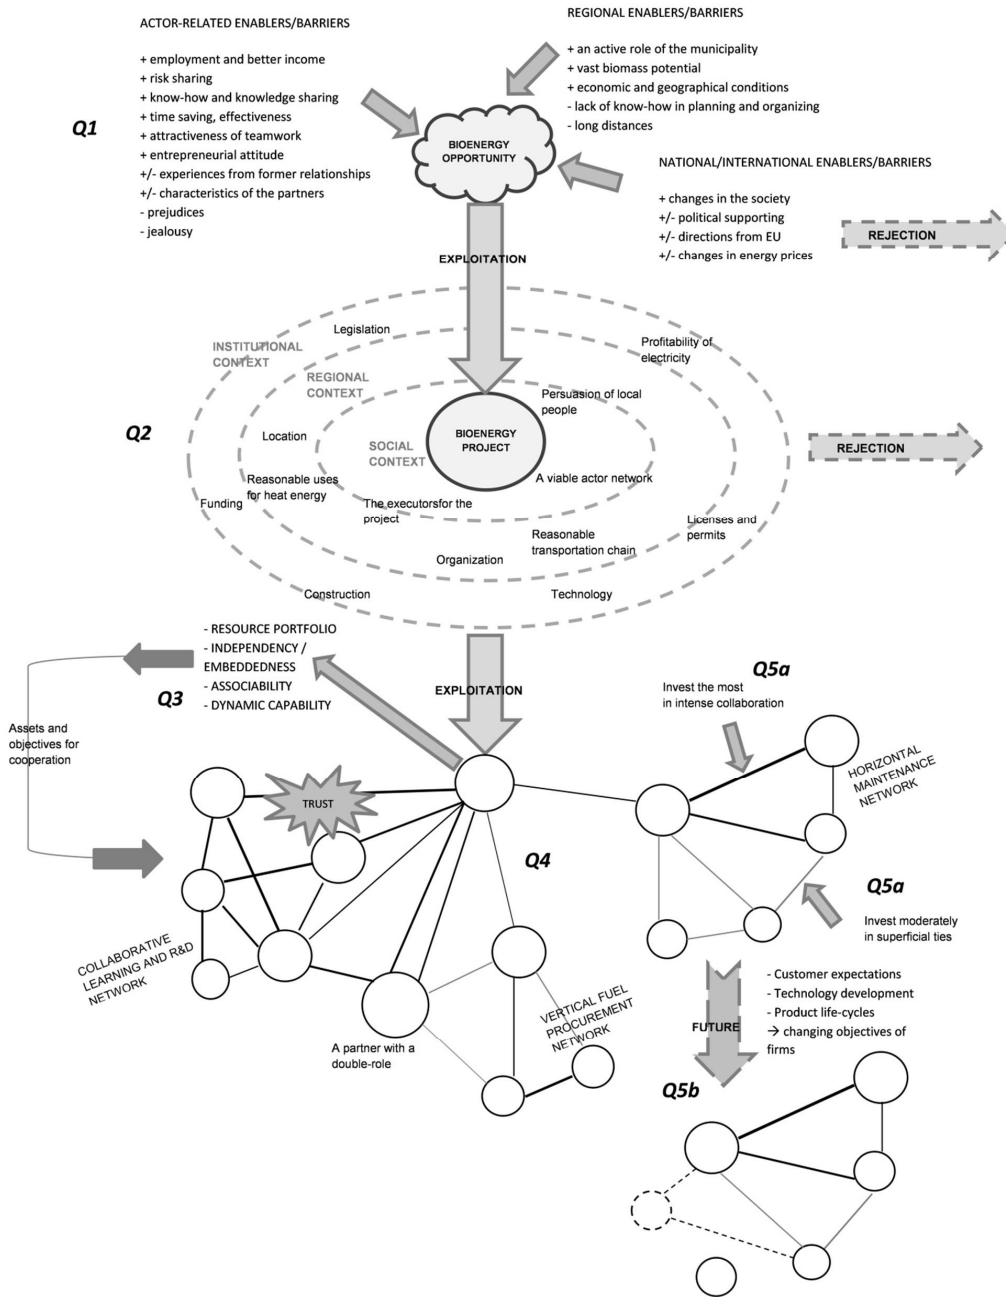 ACTOR-RELATED ENABLERS/BARRIERS
+ employment and better income
+ risk sharing
+ know-how and knowledge sharing
+ time saving, effectiveness
+ attractiveness of teamwork
+ entrepreneurial attitude
+/- experiences from former relationships
+/- characteristics of the partners
- prejudices
- jealousy
Q1
REGIONAL ENABLERS/BARRIERS
+ an active role of the municipality
+ vast biomass potential
+ economic and geographical conditions
- lack of know-how in planning and organizing
- long distances
BIOENERGY
OPPORTUNITY
NATIONAL/INTERNATIONAL ENABLERS/BARRIERS
+ changes in the society
+/- political supporting
+/- directions from EU
+/- changes in energy prices
REJECTION
EXPLOITATION
Legislation
INSTITUTIONAL
CONTEXT
Profitability of
electricity
REGIONAL
CONTEXT
Persuasion of local
people
Q2
Location
SOCIAL
CONTEXT
BIOENERGY
PROJECT
REJECTION
Reasonable uses
for heat energy
A viable actor network
Funding
The executorsfor the
project
Licenses and
permits
Reasonable
transportation chain
Organization
Construction
Technology
- RESOURCE PORTFOLIO
- INDEPENDENCY /
EMBEDDEDNESS
- ASSOCIABILITY
- DYNAMIC CAPABILITY
Q3
EXPLOITATION
Q5a
Invest the most
in intense collaboration
Assets and
objectives for
cooperation
TRUST
HORIZONTAL
MAINTENANCE
NETWORK
Q4
Q5a
Invest moderately
in superficial ties
COLLABORATIVE
LEARNING AND R&D
NETWORK
VERTICAL FUEL
PROCUREMENT
NETWORK
A partner with a
double-role
FUTURE
- Customer expectations
- Technology development
- Product life-cycles
→ changing objectives of
firms
Q5b